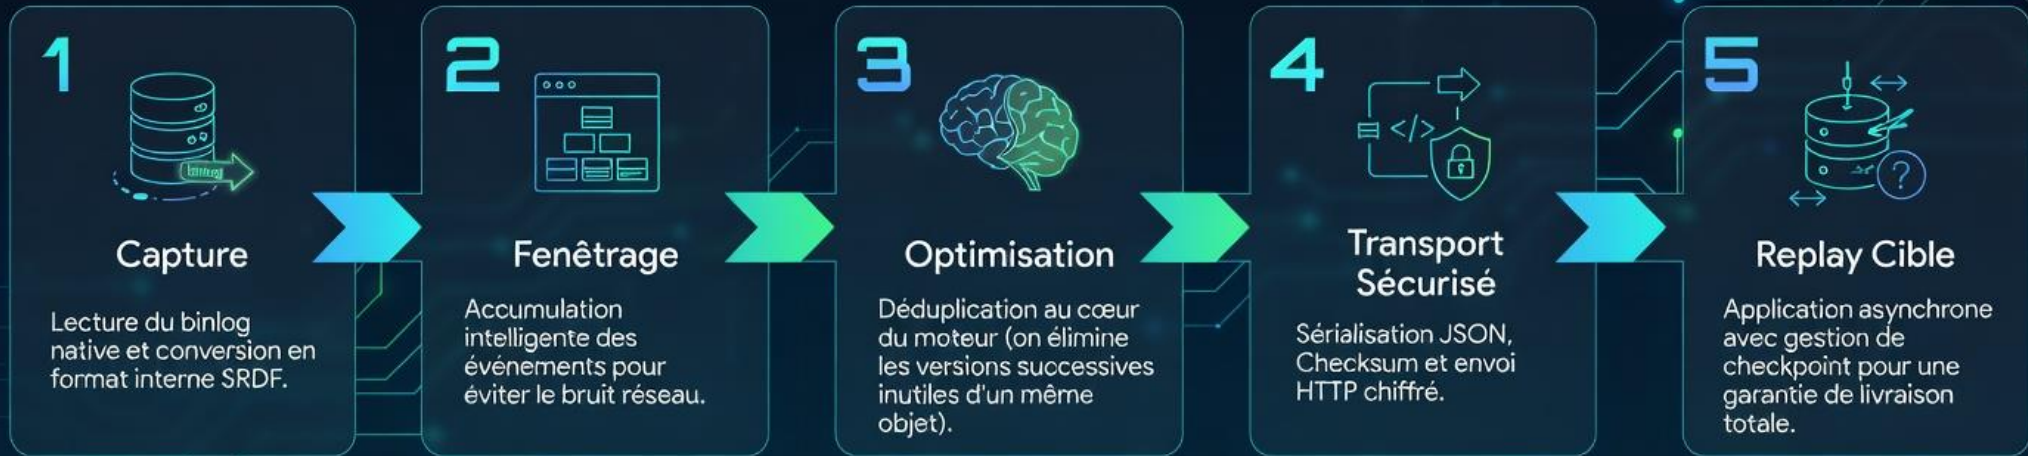 1
Capture
Lecture du binlog
native et conversion en
format interne SRDF.
2
Fenêtrage
Accumulation
intelligente des
événements pour
éviter le bruit réseau.
3
Optimisation
Déduplication au cœur
du moteur (on élimine
les versions successives
inutiles d'un même
objet).
4
</>
Transport
Sécurisé
Sérialisation JSON,
Checksum et envoi
HTTP chiffré.
5
?
Replay Cible
Application asynchrone
avec gestion de
checkpoint pour une
garantie de livraison
totale.